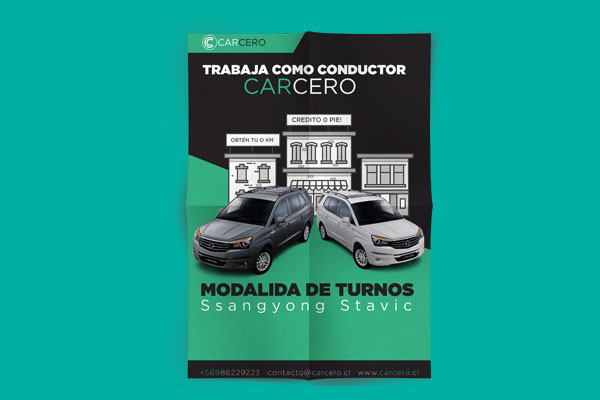 CARCERO
TRABAJA COMO CONDUCTOR
CARCERO
CREDITO 0 PIE!
OBTÉN TU 0 KM
MODALIDA DE TURNOS
Ssangyong Stavic
+56986229223 contacto@carcero.cl www.carcero.cl